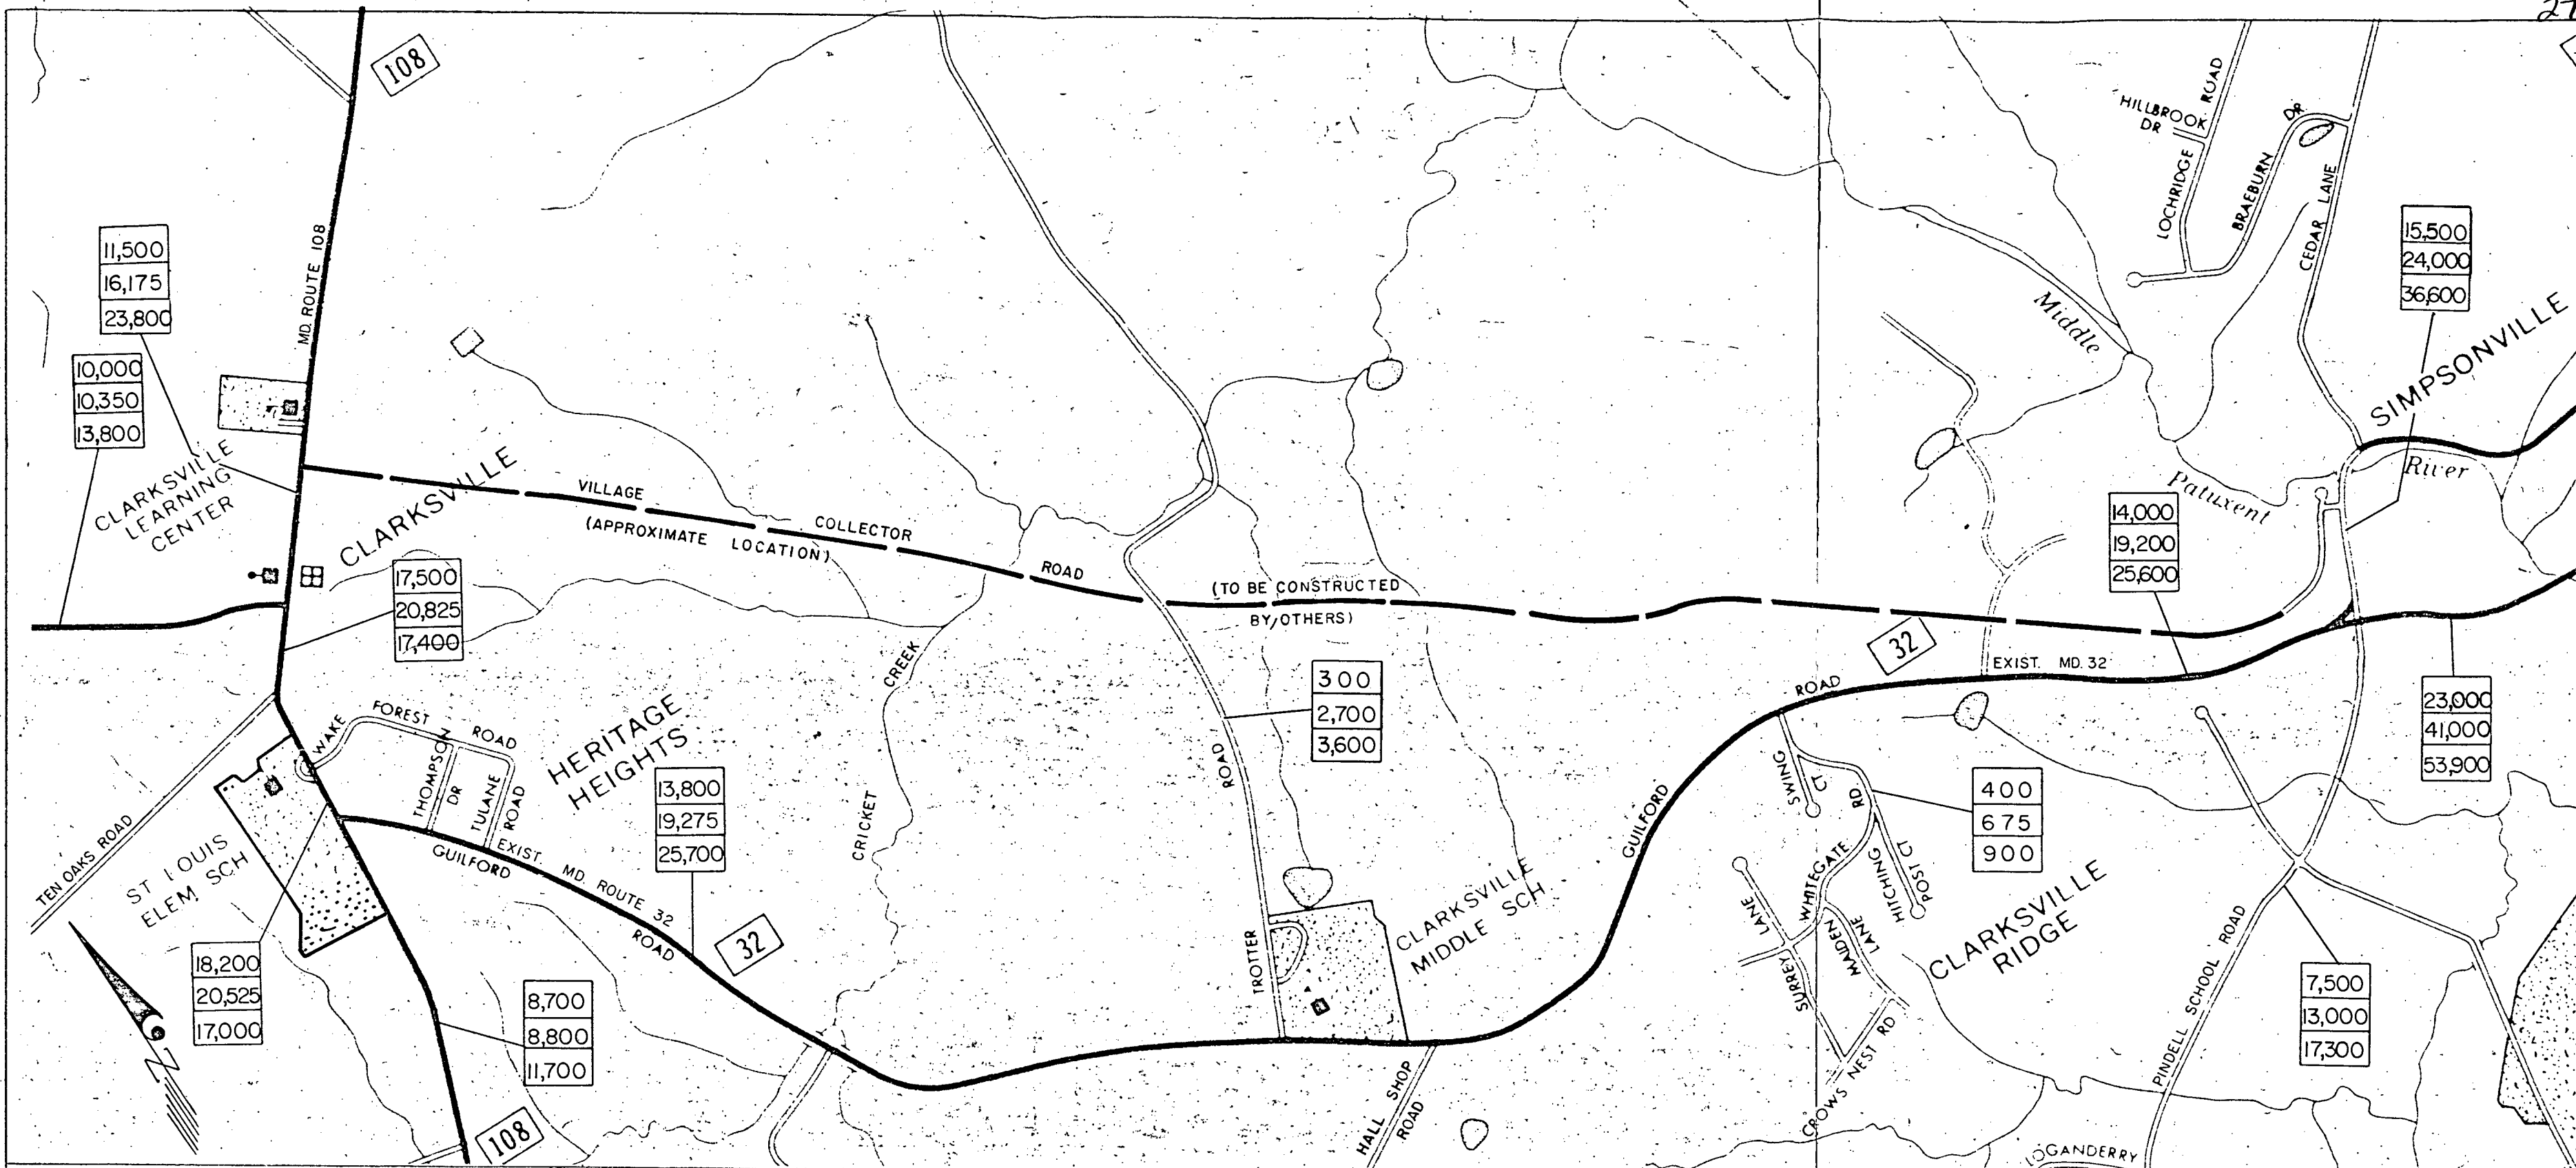 27
108
MD. ROUTE 108
11,500
16,175
23,800
10,000
10,350
13,800
CLARKSVILLE
LEARNING
CENTER
CLARKSVILLE
17,500
20,825
17,400
VILLAGE COLLECTOR ROAD
(APPROXIMATE LOCATION)
(TO BE CONSTRUCTED
BY OTHERS)
HILLBROOK
DR
LOCHRIDGE ROAD
BRAEBURN DR
CEDAR LANE
15,500
24,000
36,600
SIMPSONVILLE
Middle
Patuxent
River
14,000
19,200
25,600
32
EXIST. MD. 32
23,000
41,000
53,900
300
2,700
3,600
WAKE FOREST ROAD
THOMPSON
DR
TULANE
ROAD
HERITAGE
HEIGHTS
13,800
19,275
25,700
CRICKET CREEK
TROTTER ROAD
GUILFORD ROAD
SWING
CT
RD
400
675
900
TEN OAKS ROAD
ST LOUIS
ELEM SCH
GUILFORD
EXIST. MD. ROUTE 32
ROAD
32
CLARKSVILLE
MIDDLE SCH
WHITEGATE
HITCHING
POST CT
SURREY LANE
MAIDEN
LANE
CLARKSVILLE
RIDGE
PINDELL SCHOOL ROAD
7,500
13,000
17,300
18,200
20,525
17,000
8,700
8,800
11,700
108
HALL SHOP
ROAD
CROWS NEST RD
LOGANDERRY